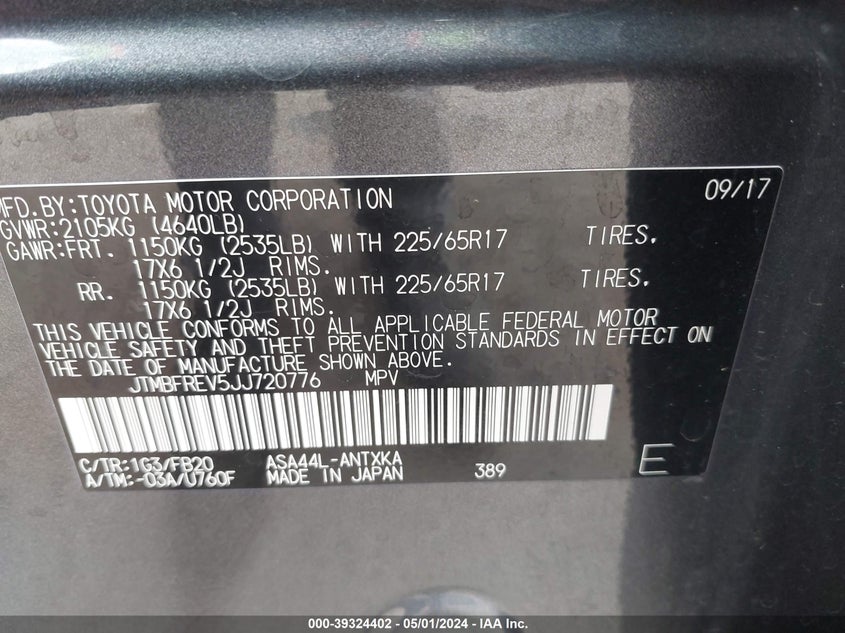 MFD.BY:TOYOTA MOTOR CORPORATION 09/17
GVWR:2105KG (4640LB)
GAWR:FRT. 1150KG (2535LB) WITH 225/65R17 TIRES,
17X6 1/2J RIMS.
RR. 1150KG (2535LB) WITH 225/65R17 TIRES,
17X6 1/2J RIMS.
THIS VEHICLE CONFORMS TO ALL APPLICABLE FEDERAL MOTOR
VEHICLE SAFETY AND THEFT PREVENTION STANDARDS IN EFFECT ON
THE DATE OF MANUFACTURE SHOWN ABOVE.
JTMBFREV5JJ720776 MPV
C/TR:1G3/FB20 ASA44L-ANTXKA
A/TM:-03A/U760F MADE IN JAPAN 389 E
000-39324402 - 05/01/2024 - IAA Inc.